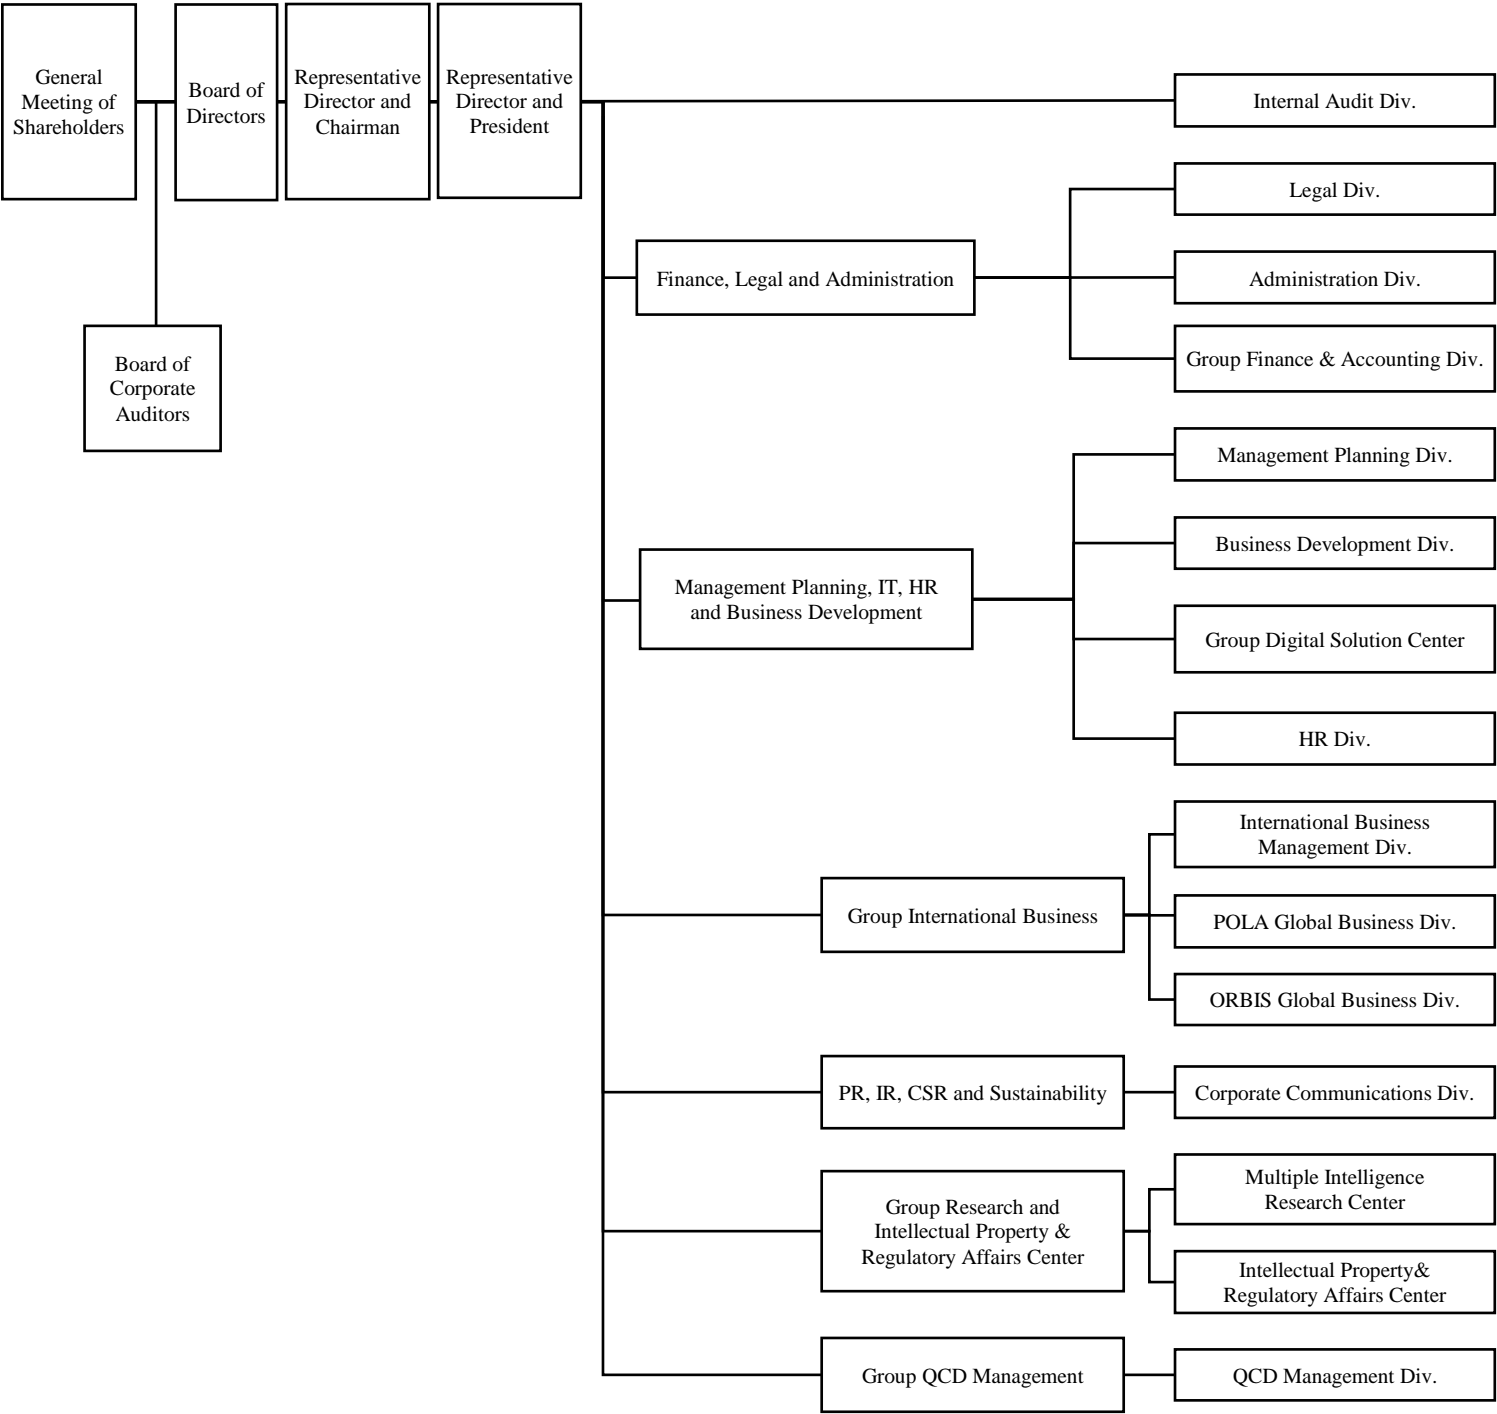 General
Meeting of
Shareholders
Board of
Directors
Representative
Director and
Chairman
Representative
Director and
President
Board of
Corporate
Auditors
Internal Audit Div.
Finance, Legal and Administration
Legal Div.
Administration Div.
Group Finance & Accounting Div.
Management Planning, IT, HR
and Business Development
Management Planning Div.
Business Development Div.
Group Digital Solution Center
HR Div.
Group International Business
International Business
Management Div.
POLA Global Business Div.
ORBIS Global Business Div.
PR, IR, CSR and Sustainability
Corporate Communications Div.
Group Research and
Intellectual Property &
Regulatory Affairs Center
Multiple Intelligence
Research Center
Intellectual Property&
Regulatory Affairs Center
Group QCD Management
QCD Management Div.